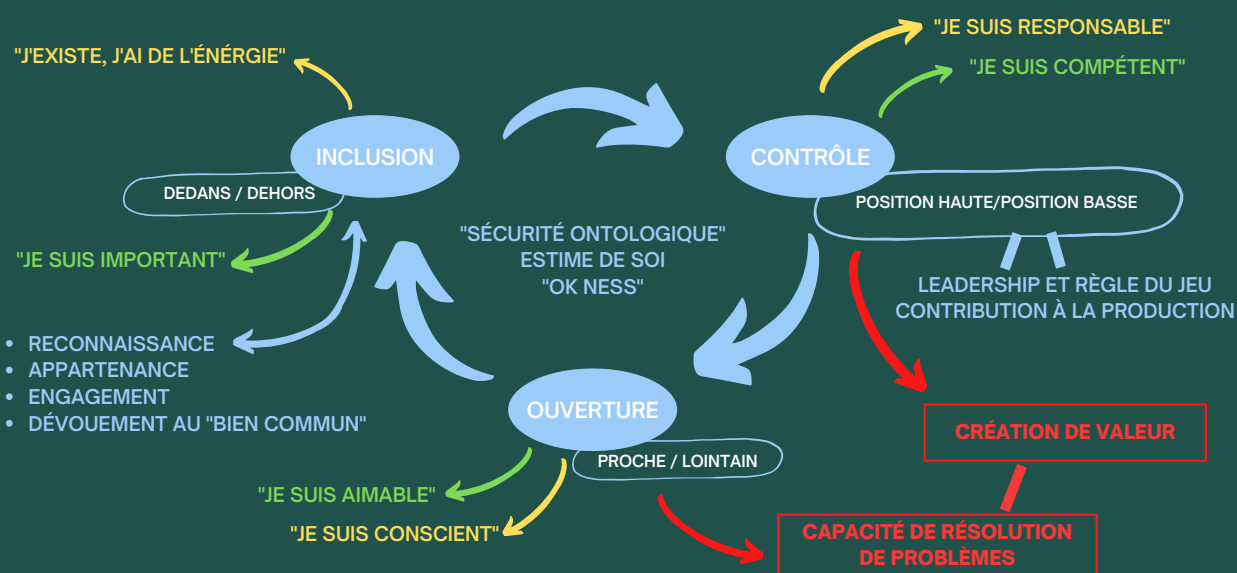 "JE SUIS RESPONSABLE"
"J'EXISTE, J'AI DE L'ÉNÉRGIE"
"JE SUIS COMPÉTENT"
INCLUSION
CONTRÔLE
DEDANS / DEHORS
POSITION HAUTE/POSITION BASSE
"SÉCURITÉ ONTOLOGIQUE"
ESTIME DE SOI
"OK NESS"
"JE SUIS IMPORTANT"
LEADERSHIP ET RÈGLE DU JEU
CONTRIBUTION À LA PRODUCTION
• RECONNAISSANCE
• APPARTENANCE
• ENGAGEMENT
• DÉVOUEMENT AU "BIEN COMMUN"
OUVERTURE
CRÉATION DE VALEUR
PROCHE / LOINTAIN
"JE SUIS AIMABLE"
"JE SUIS CONSCIENT"
CAPACITÉ DE RÉSOLUTION
DE PROBLÈMES